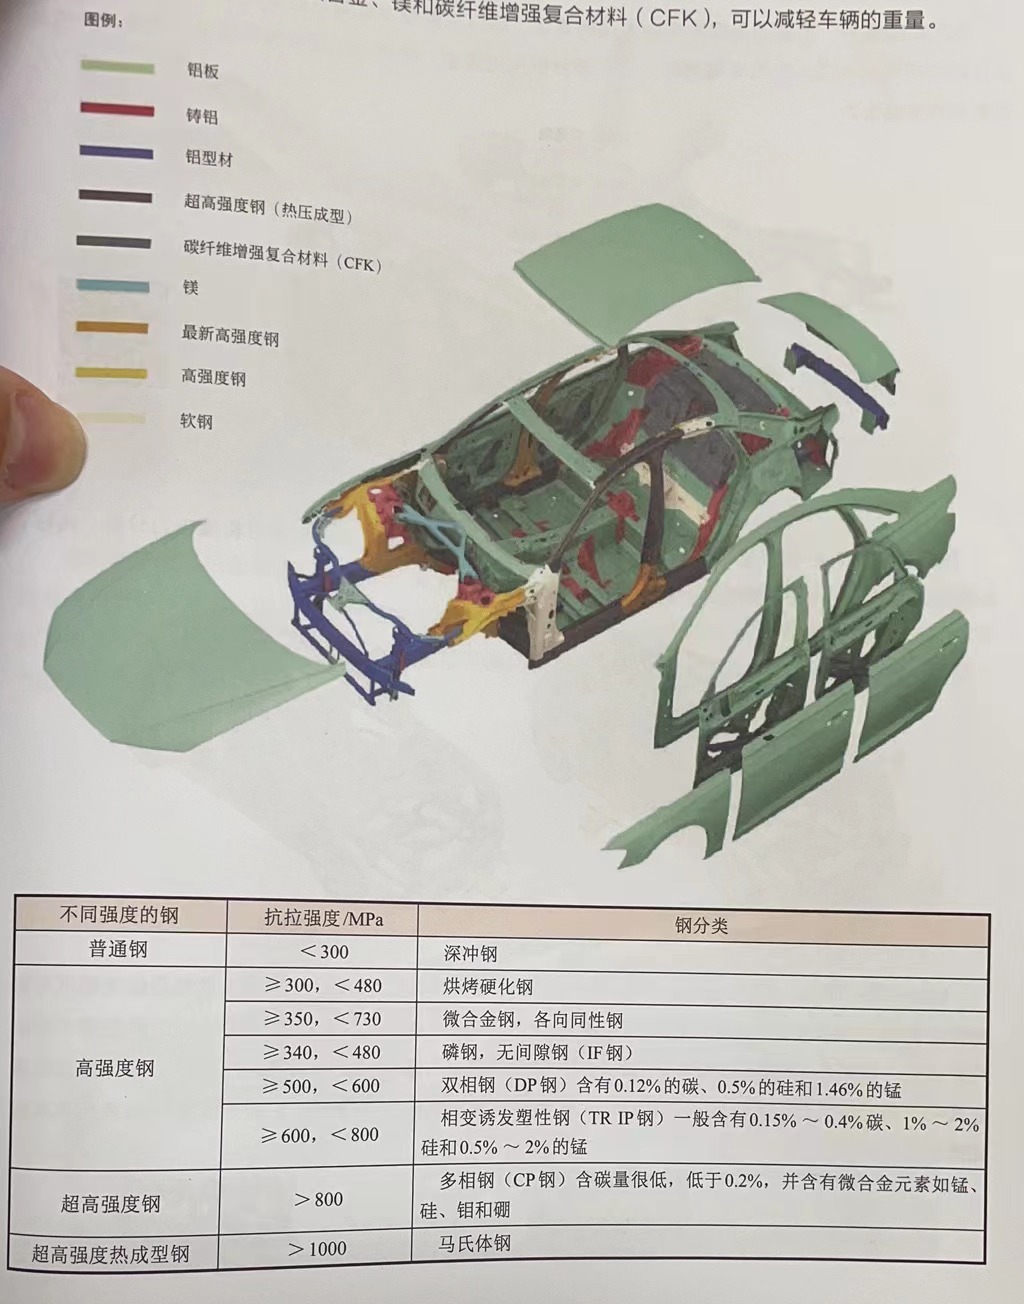 镁和碳纤维增强复合材料（CFK），可以减轻车辆的重量。
图例：
铝板
铸铝
铝型材
超高强度钢（热压成型）
碳纤维增强复合材料（CFK）
镁
最新高强度钢
高强度钢
软钢
不同强度的钢 抗拉强度/MPa 钢分类
普通钢 ＜300 深冲钢
高强度钢 ≥300，＜480 烘烤硬化钢
≥350，＜730 微合金钢，各向同性钢
≥340，＜480 磷钢，无间隙钢（IF钢）
≥500，＜600 双相钢（DP钢）含有0.12%的碳、0.5%的硅和1.46%的锰
≥600，＜800 相变诱发塑性钢（TR IP钢）一般含有0.15%～0.4%碳、1%～2%
硅和0.5%～2%的锰
超高强度钢 ＞800 多相钢（CP钢）含碳量很低，低于0.2%，并含有微合金元素如锰、
硅、钼和硼
超高强度热成型钢 ＞1000 马氏体钢